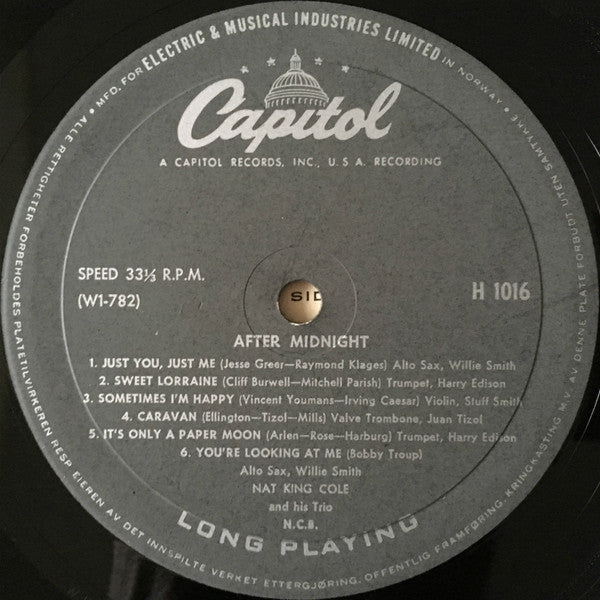 • MFD. FOR ELECTRIC & MUSICAL INDUSTRIES LIMITED IN NORWAY •
Capitol
A CAPITOL RECORDS, INC., U.S.A. RECORDING
SPEED 33⅓ R.P.M.
(W1-782)
H 1016
SID
AFTER MIDNIGHT
1. JUST YOU, JUST ME (Jesse Greer—Raymond Klages) Alto Sax, Willie Smith
2. SWEET LORRAINE (Cliff Burwell—Mitchell Parish) Trumpet, Harry Edison
3. SOMETIMES I'M HAPPY (Vincent Youmans—Irving Caesar) Violin, Stuff Smith
4. CARAVAN (Ellington—Tizol—Mills) Valve Trombone, Juan Tizol
5. IT'S ONLY A PAPER MOON (Arlen—Rose—Harburg) Trumpet, Harry Edison
6. YOU'RE LOOKING AT ME (Bobby Troup)
Alto Sax, Willie Smith
NAT KING COLE
and his Trio
N.C.B.
LONG PLAYING
ALLE RETTIGHETER FORBEHOLDES PLATETILVIRKEREN RESP EIEREN AV DET INNSPILTE VERKET ETTERGJØRING, OFFENTLIG FRAMFØRING, KRINGKASTING M.V. AV DENNE PLATE FORBUDT UTEN SAMTYKKE